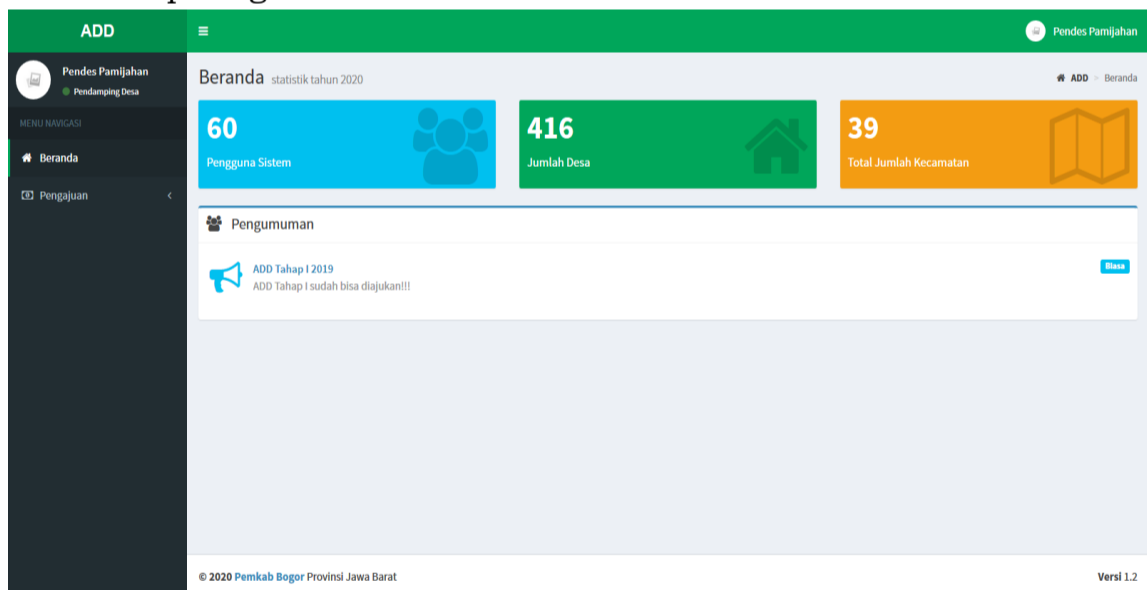 ADD
Pendes Pamijahan
Pendes Pamijahan
Pendamping Desa
MENU NAVIGASI
Beranda
Pengajuan
Beranda statistik tahun 2020
ADD > Beranda
60
Pengguna Sistem
416
Jumlah Desa
39
Total Jumlah Kecamatan
Pengumuman
ADD Tahap I 2019
Biasa
ADD Tahap I sudah bisa diajukan!!!
© 2020 Pemkab Bogor Provinsi Jawa Barat
Versi 1.2